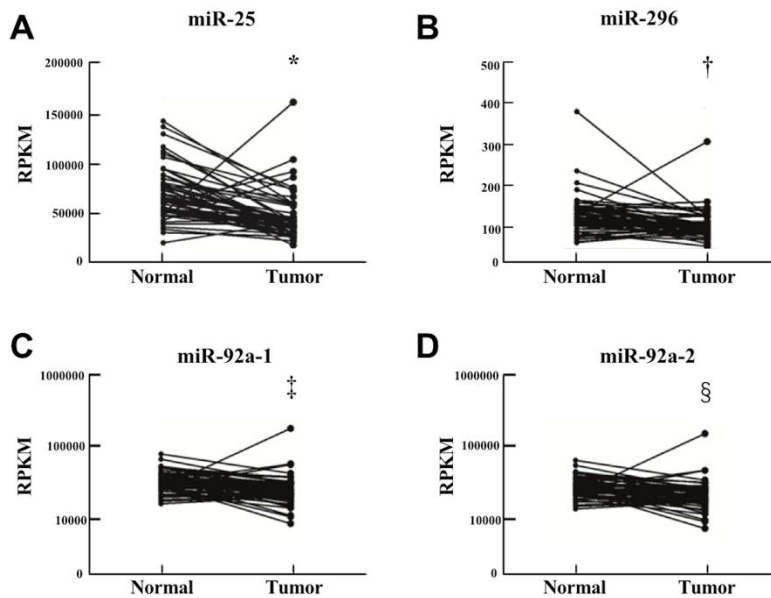 A
miR-25
*
200000
150000
100000
50000
0
RPKM
Normal Tumor
B
miR-296
†
500
400
300
200
100
0
RPKM
Normal Tumor
C
miR-92a-1
‡
1000000
100000
10000
0
RPKM
Normal Tumor
D
miR-92a-2
§
1000000
100000
10000
0
RPKM
Normal Tumor